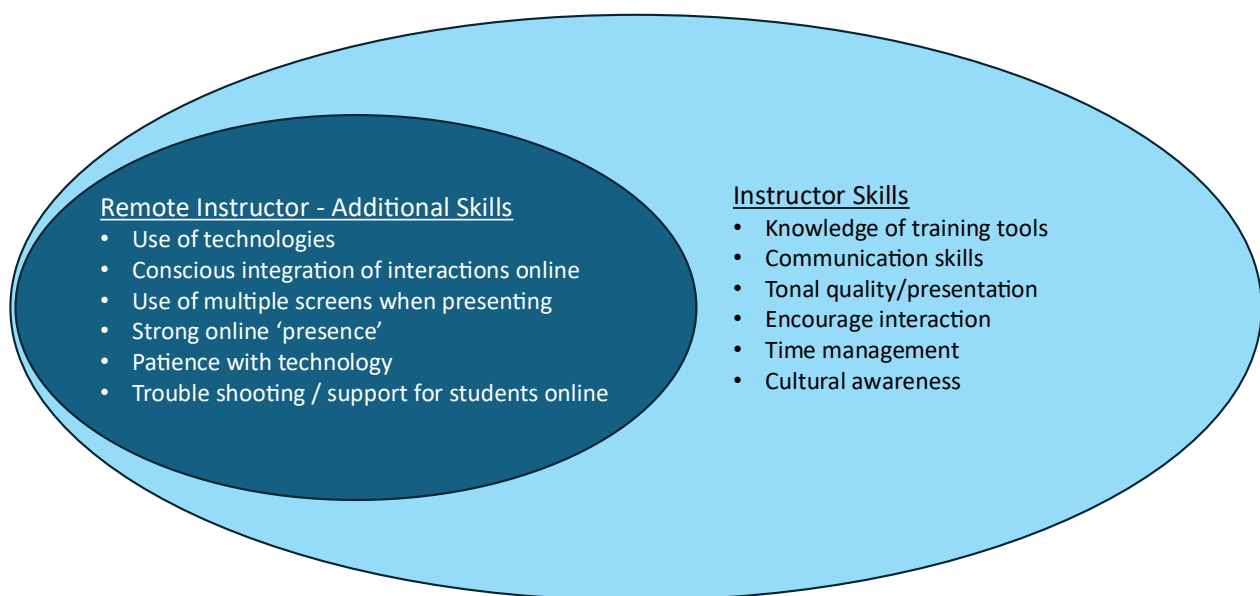 Remote Instructor - Additional Skills
• Use of technologies
• Conscious integration of interactions online
• Use of multiple screens when presenting
• Strong online ‘presence’
• Patience with technology
• Trouble shooting / support for students online
Instructor Skills
• Knowledge of training tools
• Communication skills
• Tonal quality/presentation
• Encourage interaction
• Time management
• Cultural awareness